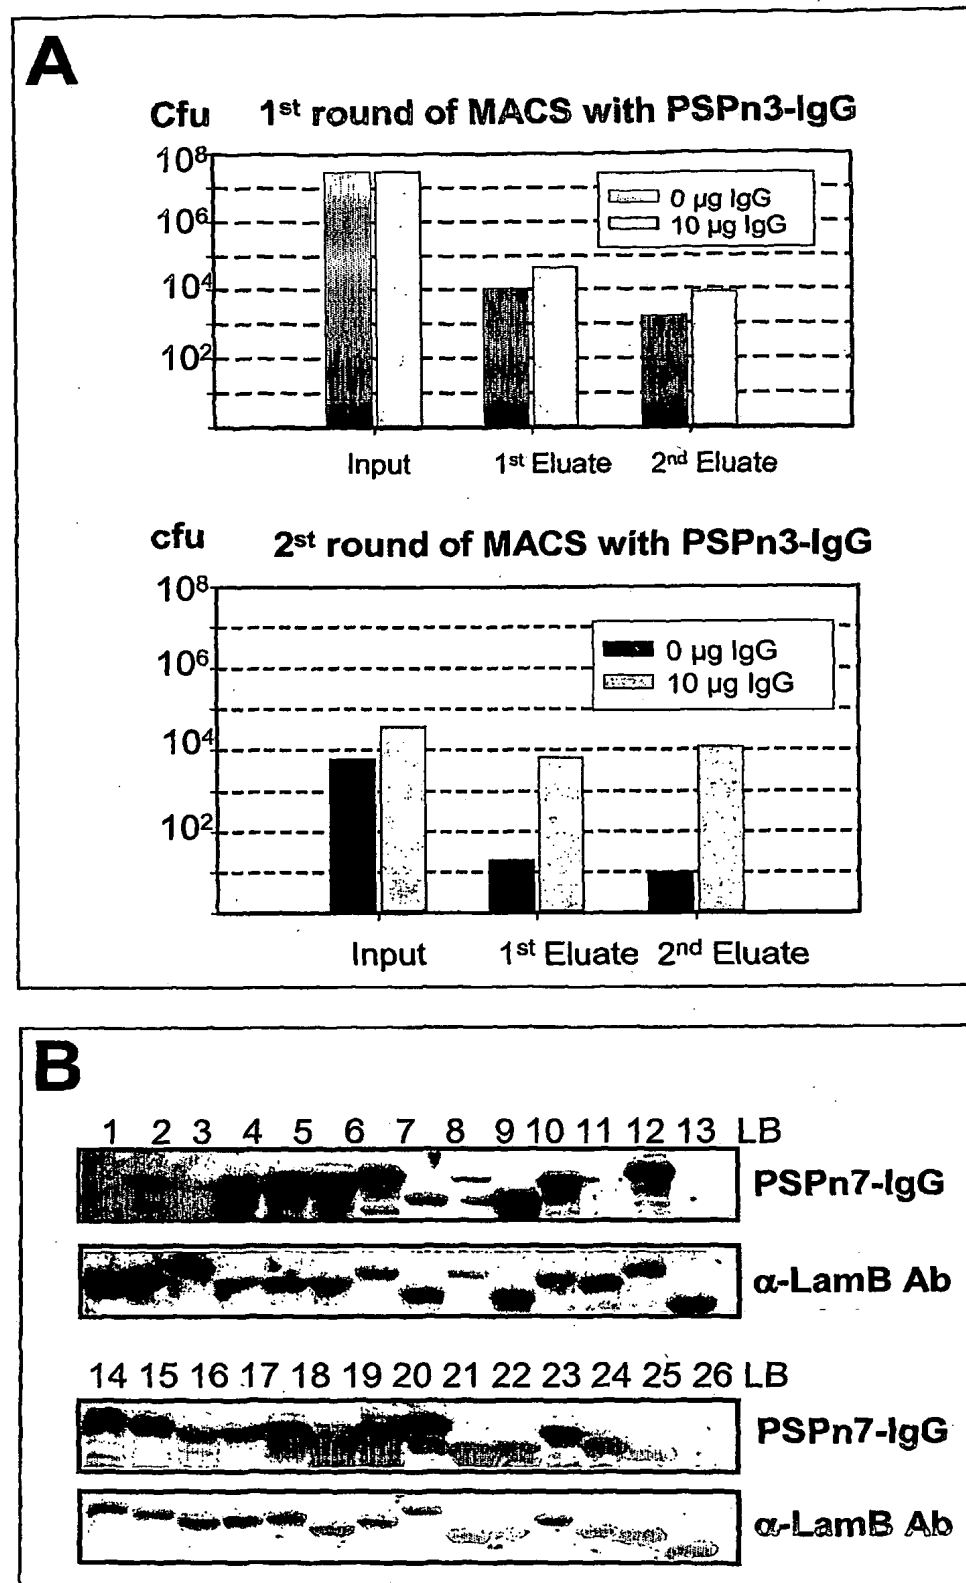 A
Cfu 1st round of MACS with PSPn3-IgG
10^8
0 µg IgG
10^6
10 µg IgG
10^4
10^2
Input 1st Eluate 2nd Eluate
cfu 2st round of MACS with PSPn3-IgG
10^8
0 µg IgG
10^6
10 µg IgG
10^4
10^2
Input 1st Eluate 2nd Eluate
B
1 2 3 4 5 6 7 8 9 10 11 12 13 LB
PSPn7-IgG
α-LamB Ab
14 15 16 17 18 19 20 21 22 23 24 25 26 LB
PSPn7-IgG
α-LamB Ab